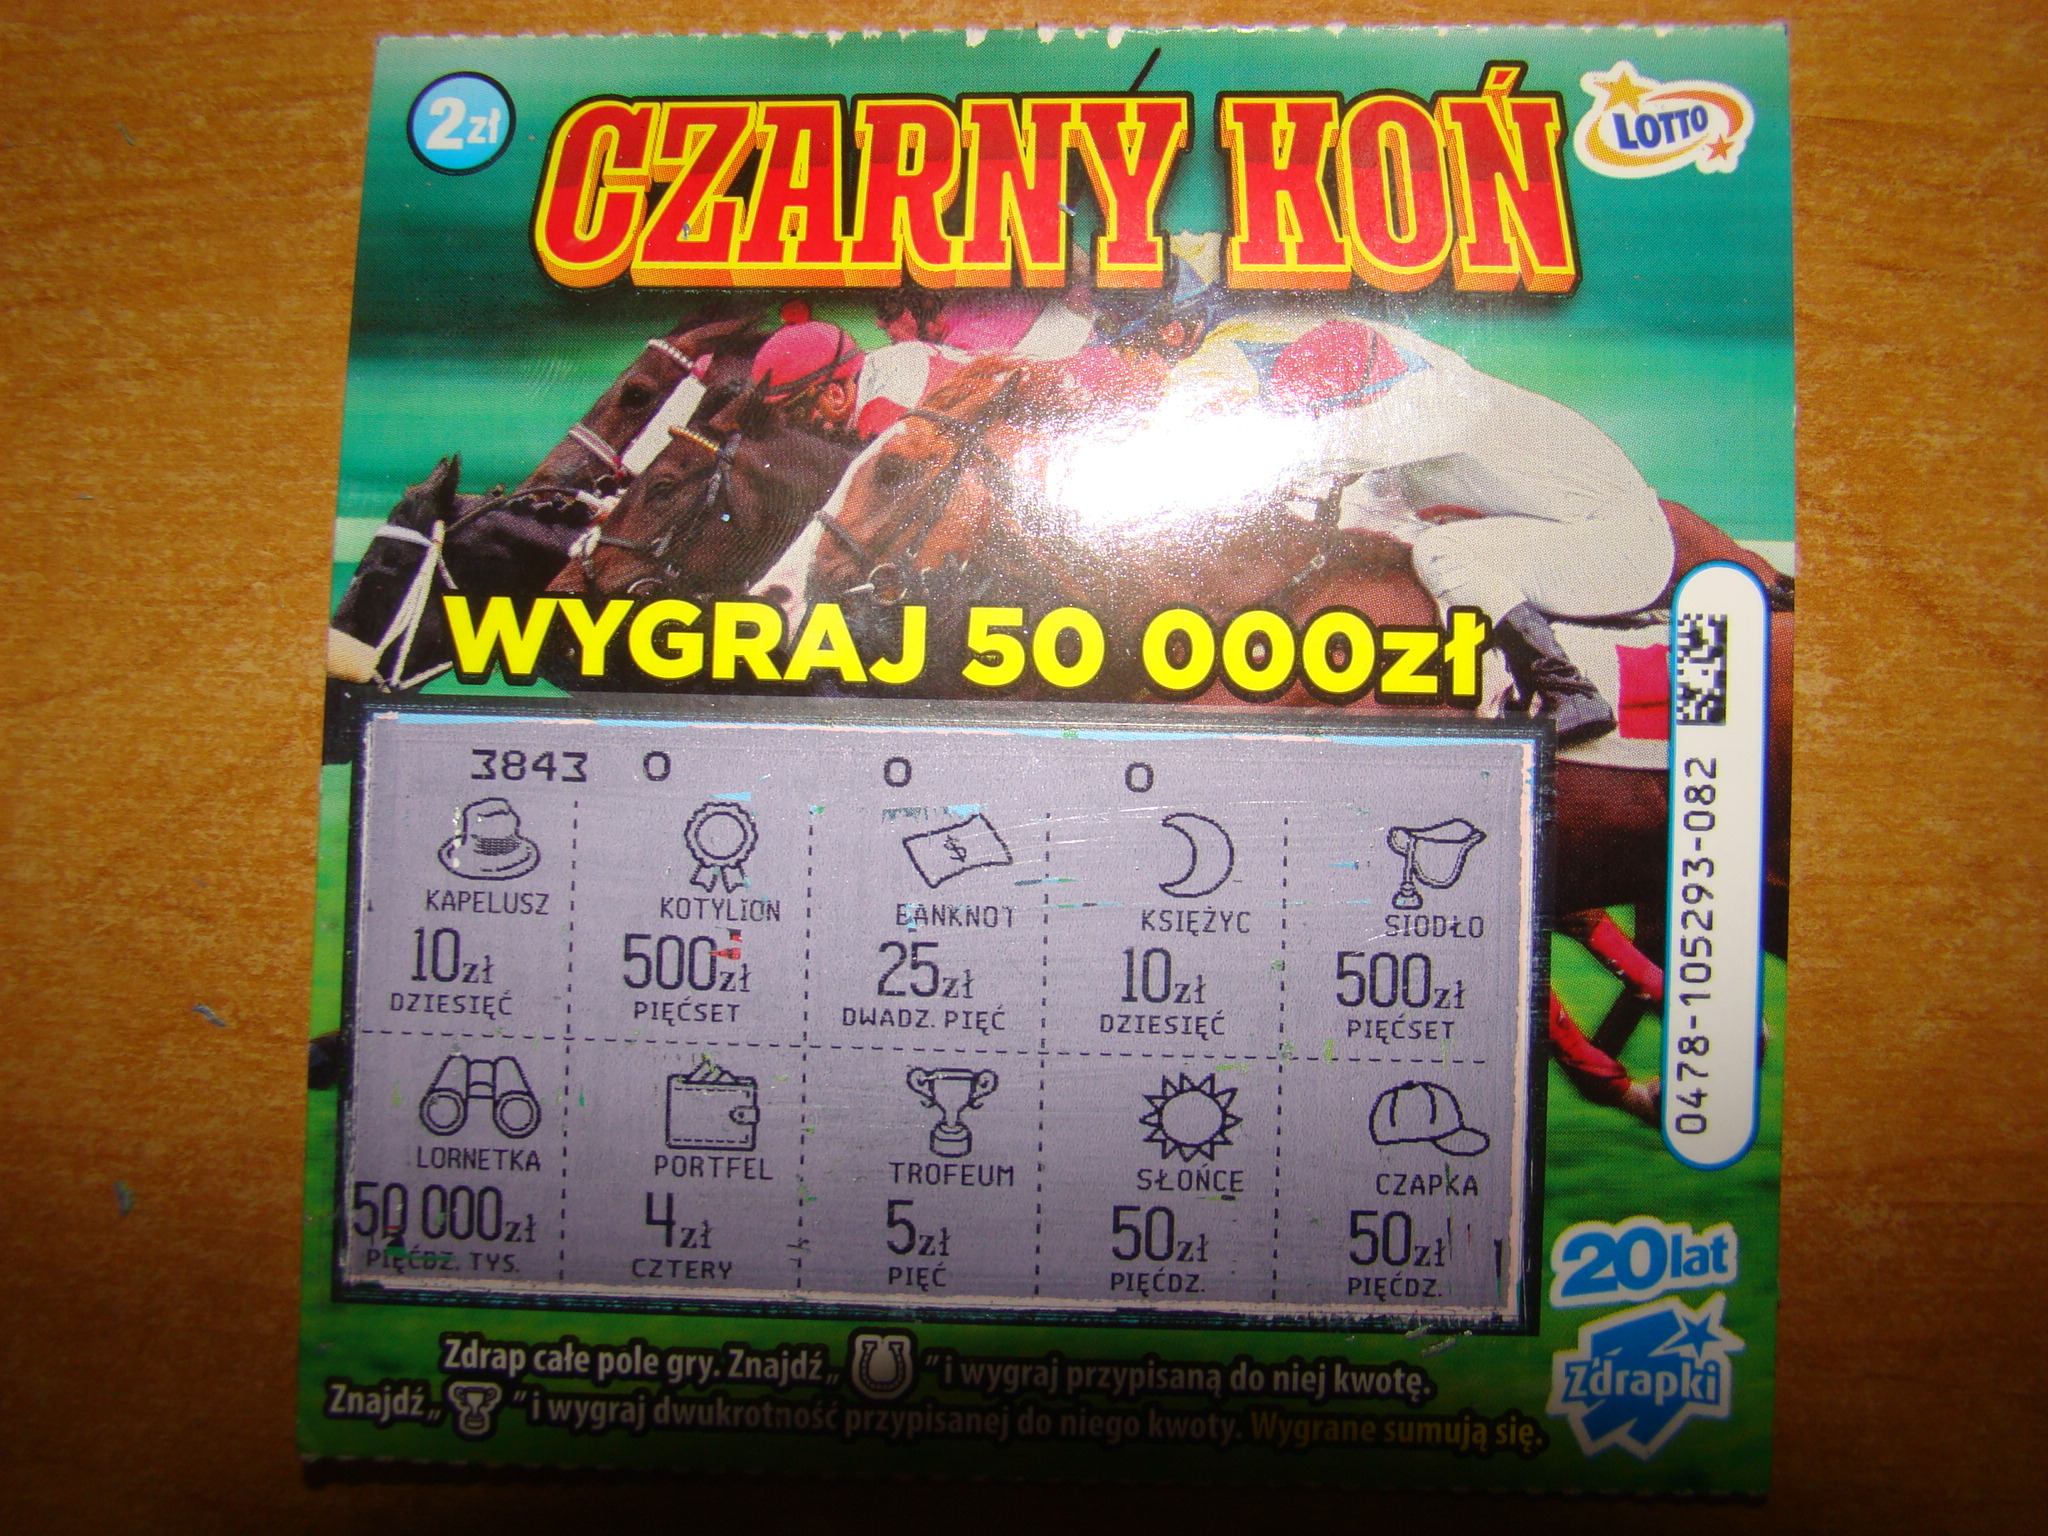 2zł
CZARNY KOŃ
LOTTO
WYGRAJ 50 000zł
3843 0 0 0
KAPELUSZ KOTYLION BANKNOT KSIĘŻYC SIODŁO
10zł 500zł 25zł 10zł 500zł
DZIESIĘĆ PIĘĆSET DWADZ. PIĘĆ DZIESIĘĆ PIĘĆSET
LORNETKA PORTFEL TROFEUM SŁOŃCE CZAPKA
50 000zł 4zł 5zł 50zł 50zł
PIĘĆDZ. TYS. CZTERY PIĘĆ PIĘĆDZ. PIĘĆDZ.
0478-105293-082
20lat
Zdrapki
Zdrap całe pole gry. Znajdź „ ” i wygraj przypisaną do niej kwotę.
Znajdź „ ” i wygraj dwukrotność przypisanej do niego kwoty. Wygrane sumują się.